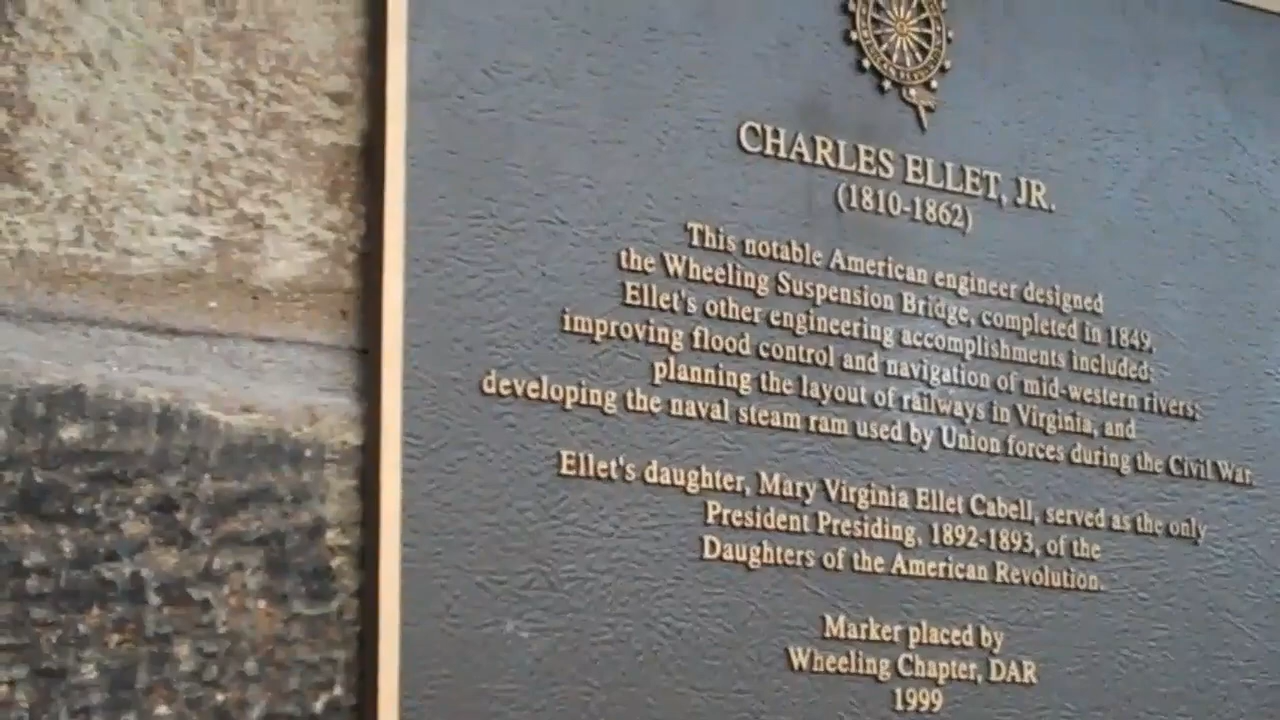 CHARLES ELLET, JR.
(1810-1862)
This notable American engineer designed
the Wheeling Suspension Bridge, completed in 1849.
Ellet's other engineering accomplishments included:
improving flood control and navigation of mid-western rivers;
planning the layout of railways in Virginia, and
developing the naval steam ram used by Union forces during the Civil War.
Ellet's daughter, Mary Virginia Ellet Cabell, served as the only
President Presiding, 1892-1893, of the
Daughters of the American Revolution.
Marker placed by
Wheeling Chapter, DAR
1999